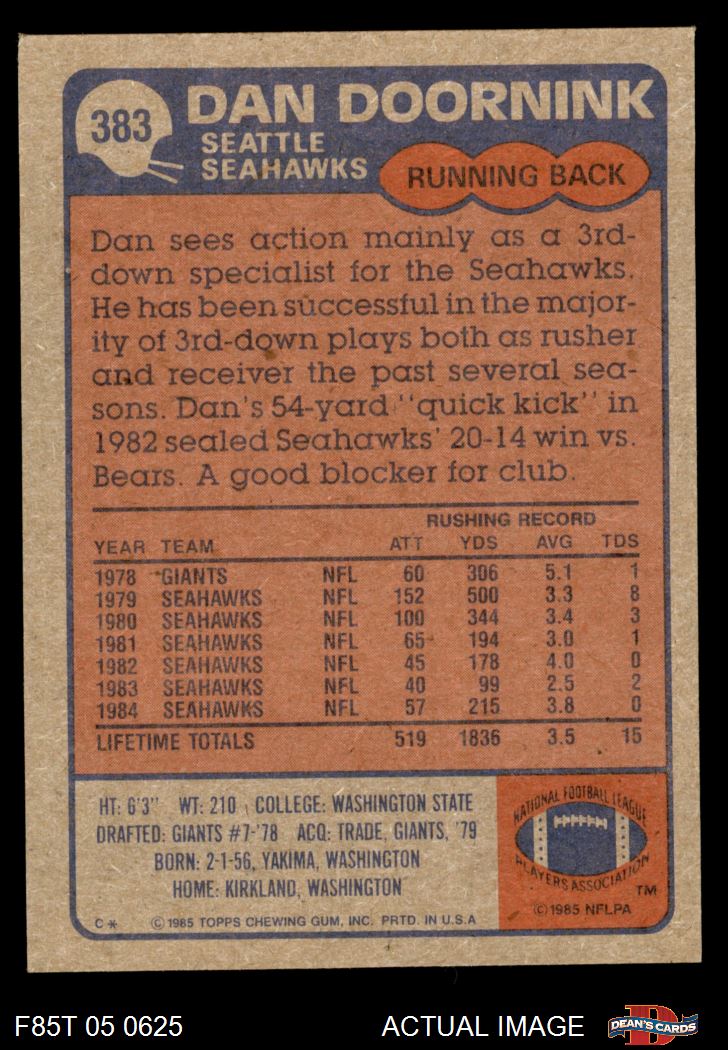 383
DAN DOORNINK
SEATTLE
SEAHAWKS
RUNNING BACK
Dan sees action mainly as a 3rd-
down specialist for the Seahawks.
He has been successful in the major-
ity of 3rd-down plays both as rusher
and receiver the past several sea-
sons. Dan's 54-yard "quick kick" in
1982 sealed Seahawks' 20-14 win vs.
Bears. A good blocker for club.
RUSHING RECORD
YEAR TEAM ATT YDS AVG TDS
1978 GIANTS NFL 60 306 5.1 1
1979 SEAHAWKS NFL 152 500 3.3 8
1980 SEAHAWKS NFL 100 344 3.4 3
1981 SEAHAWKS NFL 65 194 3.0 1
1982 SEAHAWKS NFL 45 178 4.0 0
1983 SEAHAWKS NFL 40 99 2.5 2
1984 SEAHAWKS NFL 57 215 3.8 0
LIFETIME TOTALS 519 1836 3.5 15
HT: 6'3" WT: 210 COLLEGE: WASHINGTON STATE
DRAFTED: GIANTS #7-'78 ACQ: TRADE, GIANTS, '79
BORN: 2-1-56, YAKIMA, WASHINGTON
HOME: KIRKLAND, WASHINGTON
C* © 1985 TOPPS CHEWING GUM, INC. PRTD. IN U.S.A
NATIONAL FOOTBALL LEAGUE
PLAYERS ASSOCIATION
TM
© 1985 NFLPA
F85T 05 0625
ACTUAL IMAGE
D
DEAN'S CARDS